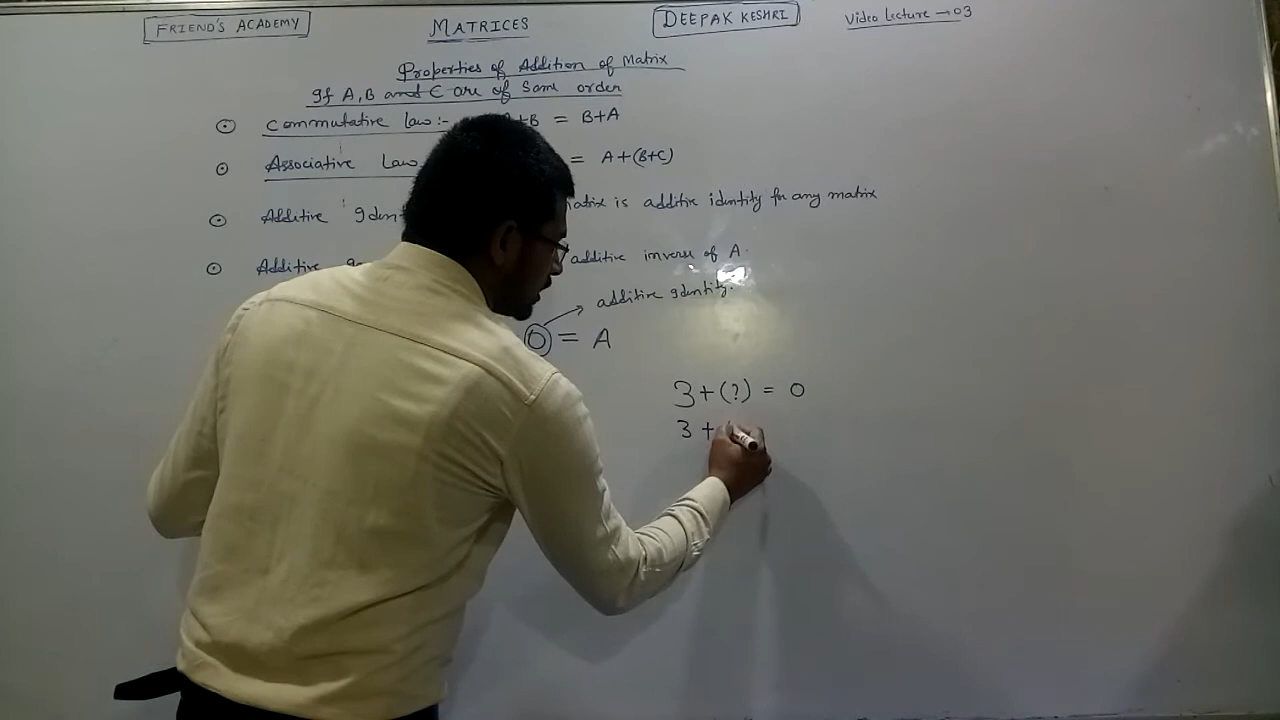 FRIEND'S ACADEMY MATRICES DEEPAK KESHRI Video Lecture → 03
Properties of Addition of Matrix
If A, B and C are of Same order
⊙ Commutative law :- +B = B+A
⊙ Associative Law = A+(B+C)
⊙ Additive Iden atrix is additive identity for any matrix
⊙ Additive additive inverse of A.
additive Identity.
O = A
3 + (?) = 0
3 +